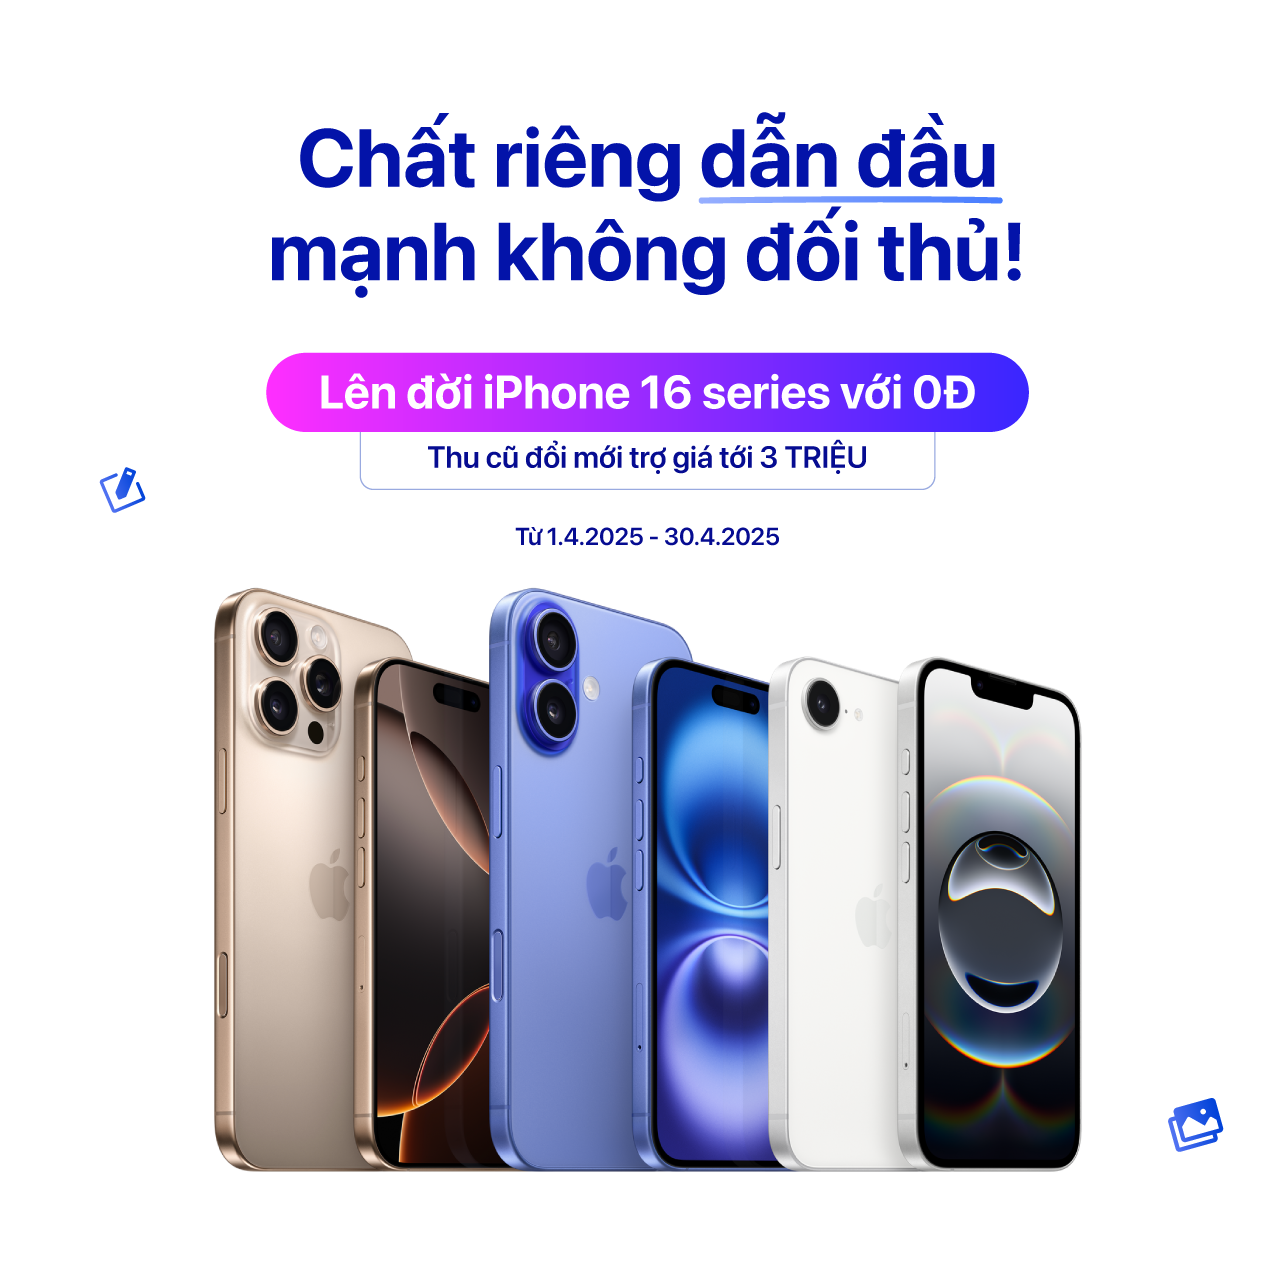 Chất riêng dẫn đầu
mạnh không đối thủ!
Lên đời iPhone 16 series với 0Đ
Thu cũ đổi mới trợ giá tới 3 TRIỆU
Từ 1.4.2025 - 30.4.2025